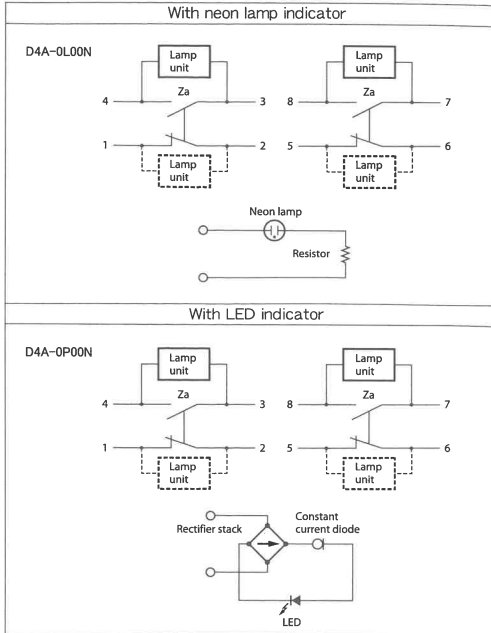 With neon lamp indicator
D4A-0L00N
Lamp
unit
Lamp
unit
4
Za
3
8
Za
7
1
2
5
6
Lamp
unit
Lamp
unit
Neon lamp
Resistor
With LED indicator
D4A-0P00N
Lamp
unit
Lamp
unit
4
Za
3
8
Za
7
1
2
5
6
Lamp
unit
Lamp
unit
Rectifier stack
Constant
current diode
LED